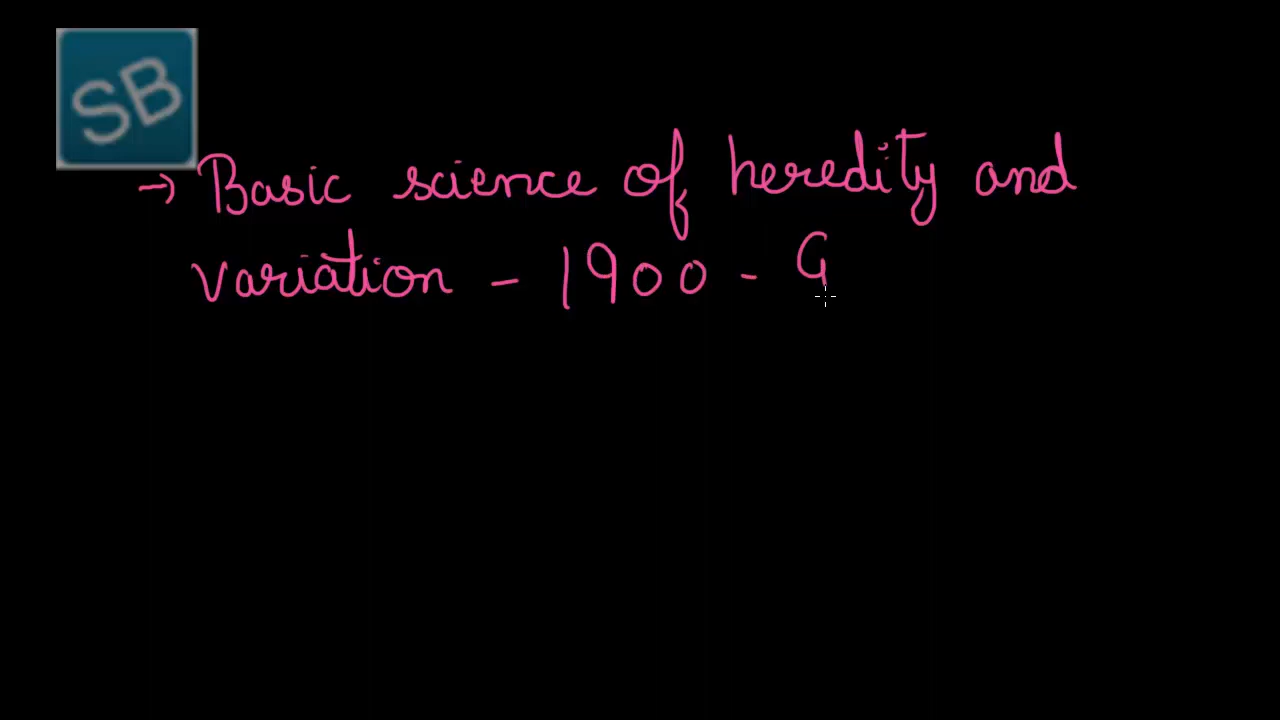 SB
→ Basic science of heredity and
variation - 1900 - G